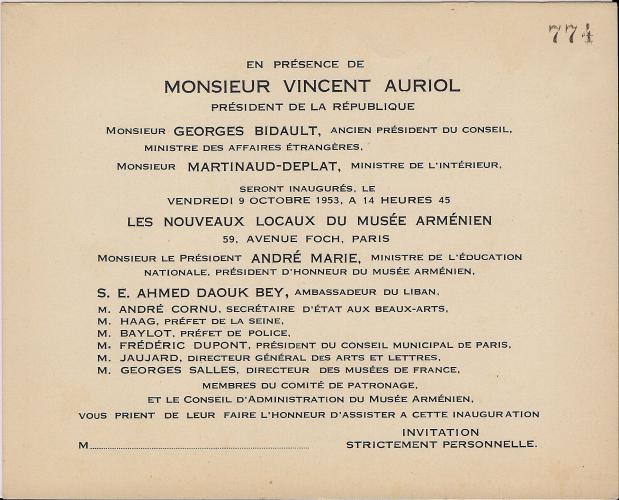 774
EN PRÉSENCE DE
MONSIEUR VINCENT AURIOL
PRÉSIDENT DE LA RÉPUBLIQUE
MONSIEUR GEORGES BIDAULT, ANCIEN PRÉSIDENT DU CONSEIL,
MINISTRE DES AFFAIRES ÉTRANGÈRES,
MONSIEUR MARTINAUD-DEPLAT, MINISTRE DE L'INTÉRIEUR,
SERONT INAUGURÉS, LE
VENDREDI 9 OCTOBRE 1953, A 14 HEURES 45
LES NOUVEAUX LOCAUX DU MUSÉE ARMÉNIEN
59, AVENUE FOCH, PARIS
MONSIEUR LE PRÉSIDENT ANDRÉ MARIE, MINISTRE DE L'ÉDUCATION
NATIONALE, PRÉSIDENT D'HONNEUR DU MUSÉE ARMÉNIEN,
S. E. AHMED DAOUK BEY, AMBASSADEUR DU LIBAN,
M. ANDRÉ CORNU, SECRÉTAIRE D'ÉTAT AUX BEAUX-ARTS,
M. HAAG, PRÉFET DE LA SEINE,
M. BAYLOT, PRÉFET DE POLICE,
Me FRÉDÉRIC DUPONT, PRÉSIDENT DU CONSEIL MUNICIPAL DE PARIS,
M. JAUJARD, DIRECTEUR GÉNÉRAL DES ARTS ET LETTRES,
M. GEORGES SALLES, DIRECTEUR DES MUSÉES DE FRANCE,
MEMBRES DU COMITÉ DE PATRONAGE,
ET LE CONSEIL D'ADMINISTRATION DU MUSÉE ARMÉNIEN,
VOUS PRIENT DE LEUR FAIRE L'HONNEUR D'ASSISTER A CETTE INAUGURATION
INVITATION
M STRICTEMENT PERSONNELLE.